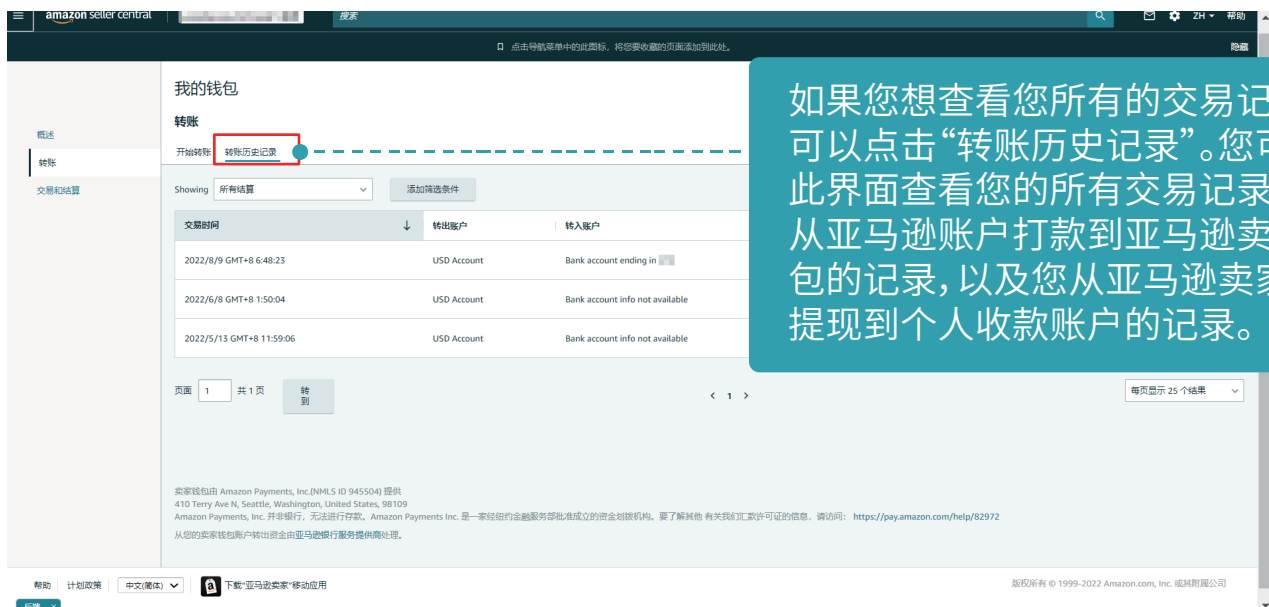 amazon seller central
搜索
ZH
帮助
点击导航菜单中的此图标，将您要收藏的页面添加到此处。
隐藏
概述
转账
交易和结算
我的钱包
转账
开始转账 转账历史记录
Showing 所有结算 添加筛选条件
交易时间 ↓ 转出账户 转入账户
2022/8/9 GMT+8 6:48:23 USD Account Bank account ending in
2022/6/8 GMT+8 1:50:04 USD Account Bank account info not available
2022/5/13 GMT+8 11:59:06 USD Account Bank account info not available
如果您想查看您所有的交易记
可以点击“转账历史记录”。您可
此界面查看您的所有交易记录
从亚马逊账户打款到亚马逊卖
包的记录，以及您从亚马逊卖家
提现到个人收款账户的记录。
页面 1 共 1 页 转到
< 1 >
每页显示 25 个结果
卖家钱包由 Amazon Payments, Inc.(NMLS ID 945504) 提供
410 Terry Ave N, Seattle, Washington, United States, 98109
Amazon Payments, Inc. 并非银行，无法进行存款。Amazon Payments Inc. 是一家经纽约金融服务部批准成立的资金划拨机构。要了解其他 有关我们汇款许可证的信息，请访问： https://pay.amazon.com/help/82972
从您的卖家钱包账户转出资金由亚马逊银行服务提供商处理。
帮助 计划政策 中文(简体) 下载“亚马逊卖家”移动应用
版权所有 © 1999-2022 Amazon.com, Inc. 或其附属公司